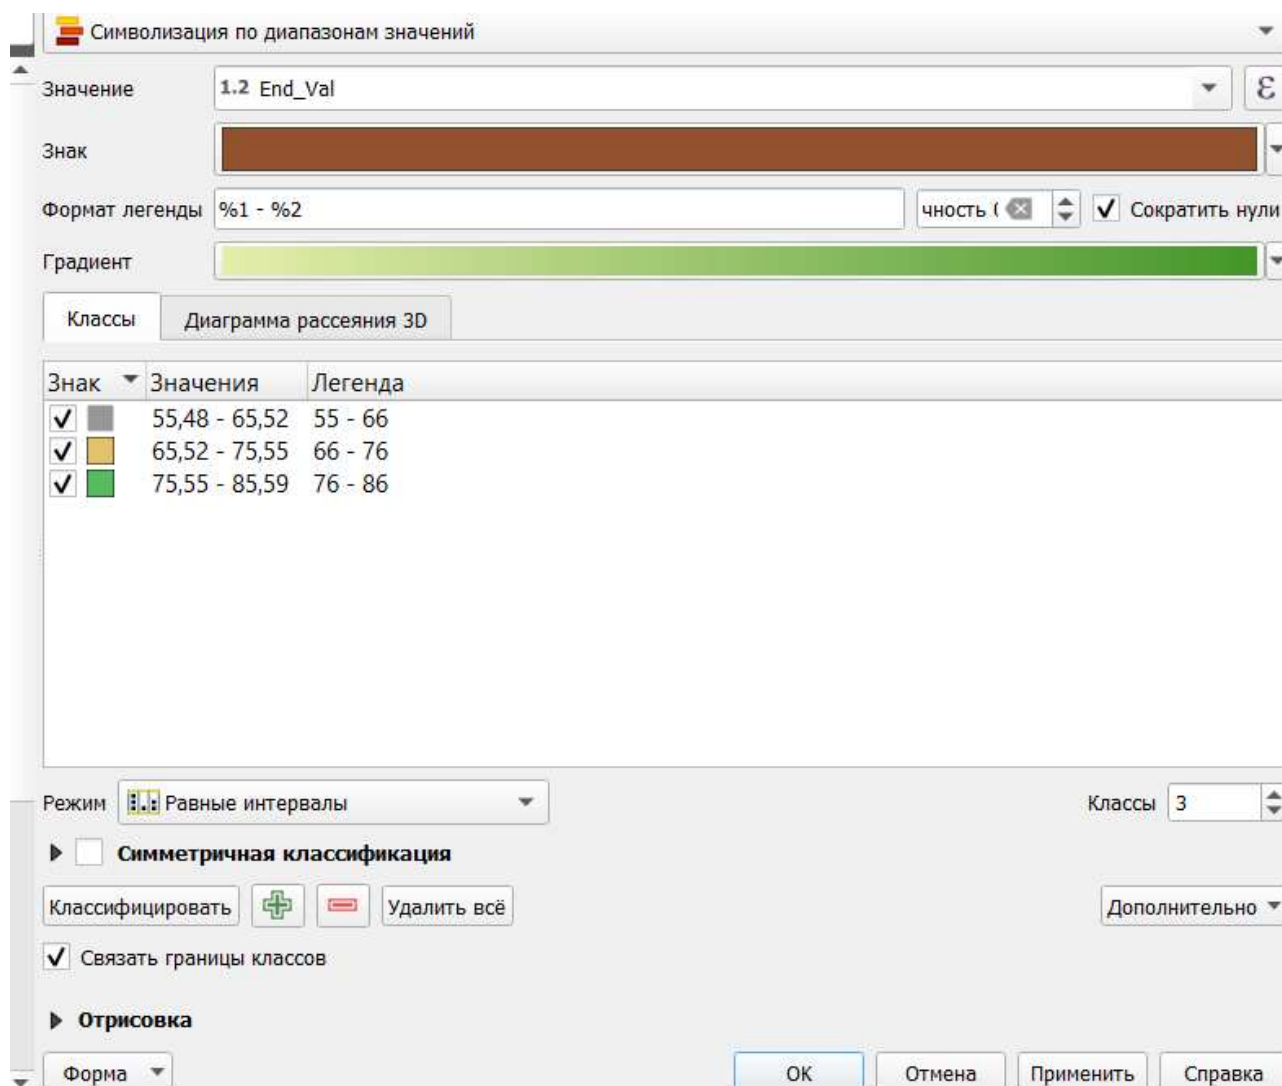 Символизация по диапазонам значений
Значение 1.2 End_Val ε
Знак
Формат легенды %1 - %2 чность ( Сократить нули
Градиент
Классы Диаграмма рассеяния 3D
Знак Значения Легенда
55,48 - 65,52 55 - 66
65,52 - 75,55 66 - 76
75,55 - 85,59 76 - 86
Режим Равные интервалы Классы 3
Симметричная классификация
Классифицировать Удалить всё Дополнительно
Связать границы классов
Отрисовка
Форма OK Отмена Применить Справка